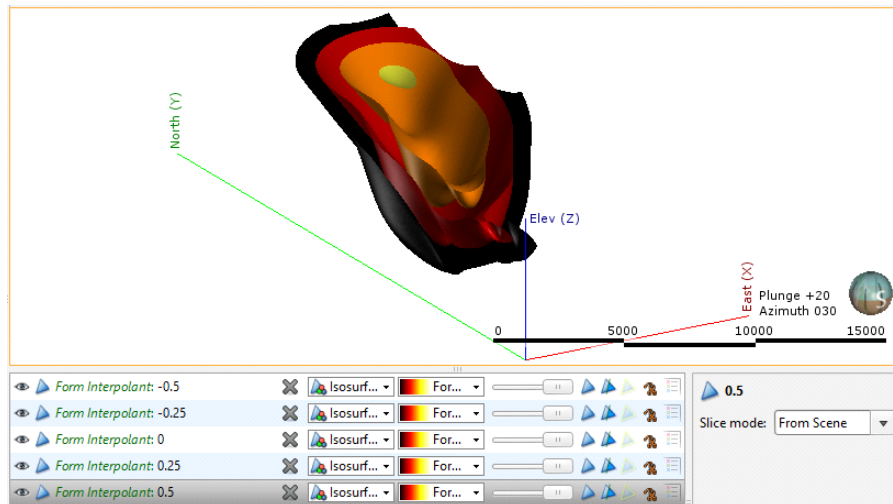 North (Y)
Elev (Z)
East (X)
Plunge +20
Azimuth 030
0 5000 10000 15000
S
Form Interpolant: -0.5 Isosurf... For...
Form Interpolant: -0.25 Isosurf... For...
Form Interpolant: 0 Isosurf... For...
Form Interpolant: 0.25 Isosurf... For...
Form Interpolant: 0.5 Isosurf... For...
0.5
Slice mode: From Scene